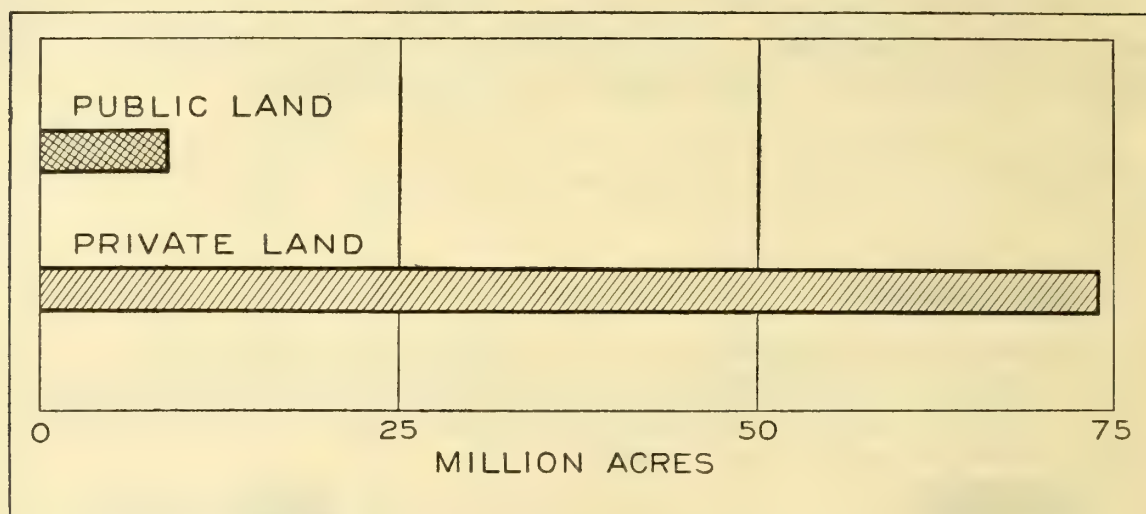 PUBLIC LAND
PRIVATE LAND
0 25 50 75
MILLION ACRES